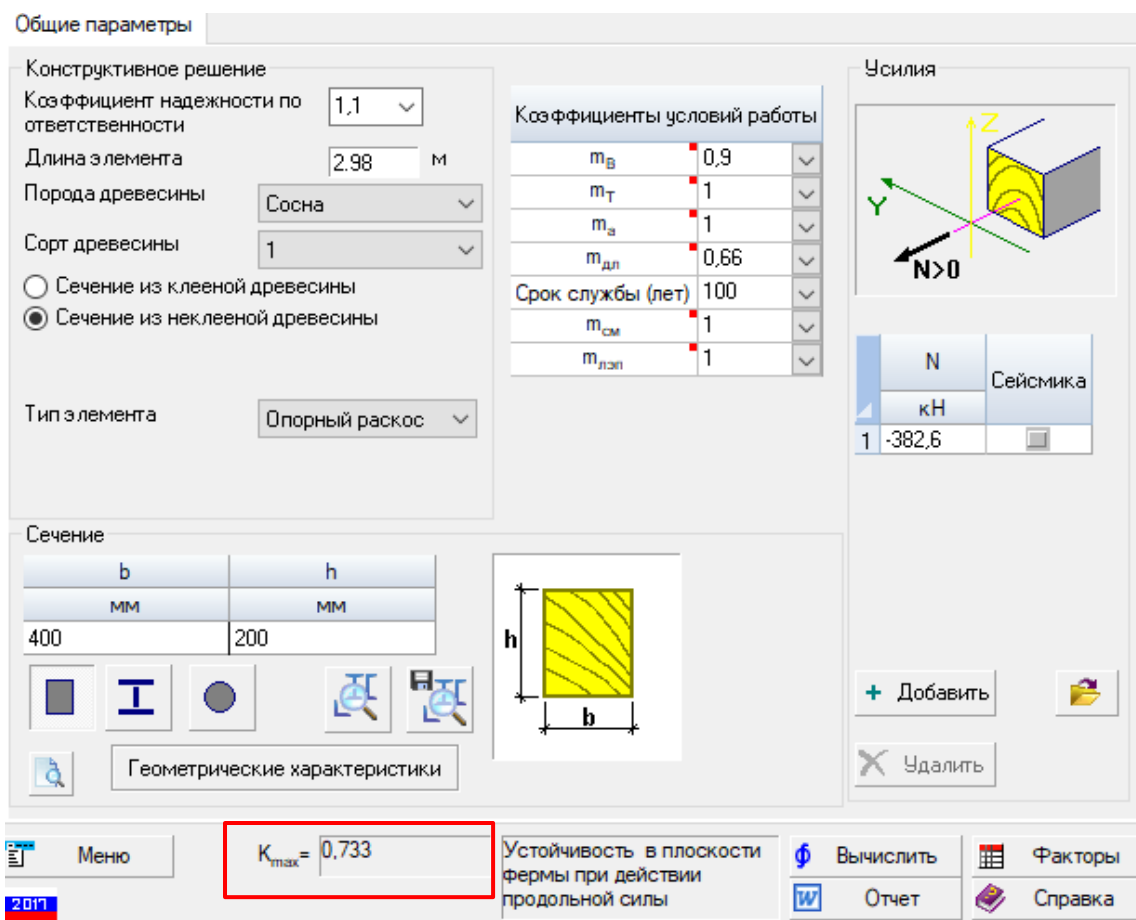 Общие параметры
Конструктивное решение
Коэффициент надежности по
ответственности
1,1
Длина элемента
2.98
м
Порода древесины
Сосна
Сорт древесины
1
Сечение из клееной древесины
Сечение из неклееной древесины
Тип элемента
Опорный раскос
Коэффициенты условий работы
mВ 0,9
mТ 1
mа 1
mдл 0,66
Срок службы (лет) 100
mсм 1
mлэп 1
Усилия
Z
Y
N>0
N Сейсмика
кН
1 -382,6
Сечение
b h
мм мм
400 200
h
b
Геометрические характеристики
Добавить
Удалить
Меню
Kmax= 0,733
Устойчивость в плоскости
фермы при действии
продольной силы
Вычислить
Факторы
2017
W
Отчет
Справка